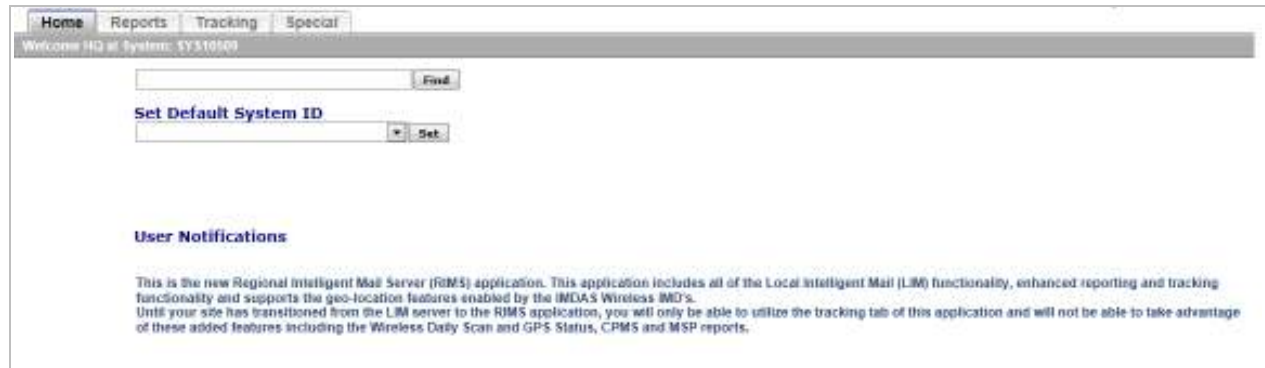 Home Reports Tracking Special
Welcome HQ at System: SYS10509
Find
Set Default System ID
Set
User Notifications
This is the new Regional Intelligent Mail Server (RIMS) application. This application includes all of the Local Intelligent Mail (LIM) functionality, enhanced reporting and tracking
functionality and supports the geo-location features enabled by the IMDAS Wireless IMD's.
Until your site has transitioned from the LIM server to the RIMS application, you will only be able to utilize the tracking tab of this application and will not be able to take advantage
of these added features including the Wireless Daily Scan and GPS Status, CPMS and MSP reports.